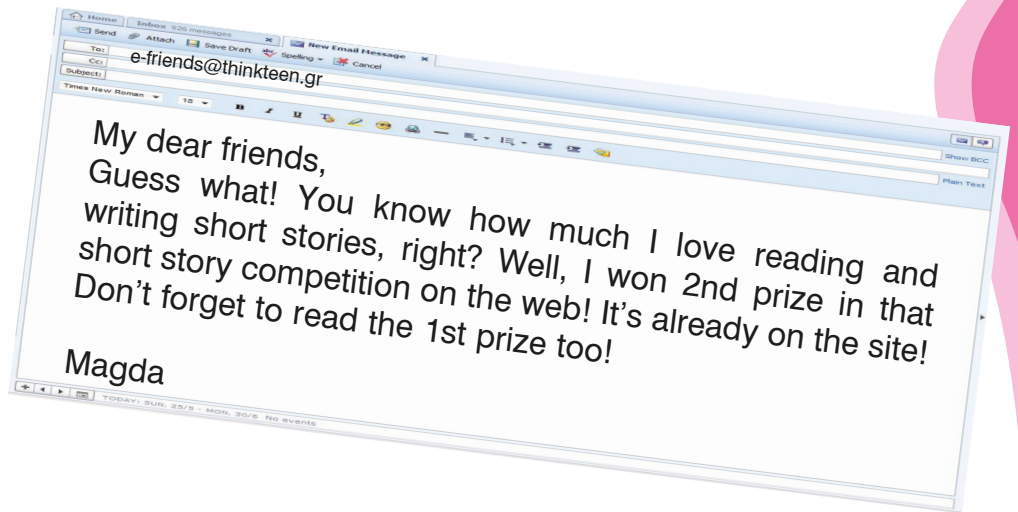 Home Inbox 926 messages New Email Message
Send Attach Save Draft Spelling Cancel
To:
Cc: e-friends@thinkteen.gr
Subject:
Show BCC
Times New Roman 18 B I U
Plain Text
My dear friends,
Guess what! You know how much I love reading and
writing short stories, right? Well, I won 2nd prize in that
short story competition on the web! It’s already on the site!
Don’t forget to read the 1st prize too!
Magda
TODAY: SUN, 25/5 - MON, 30/6 No events